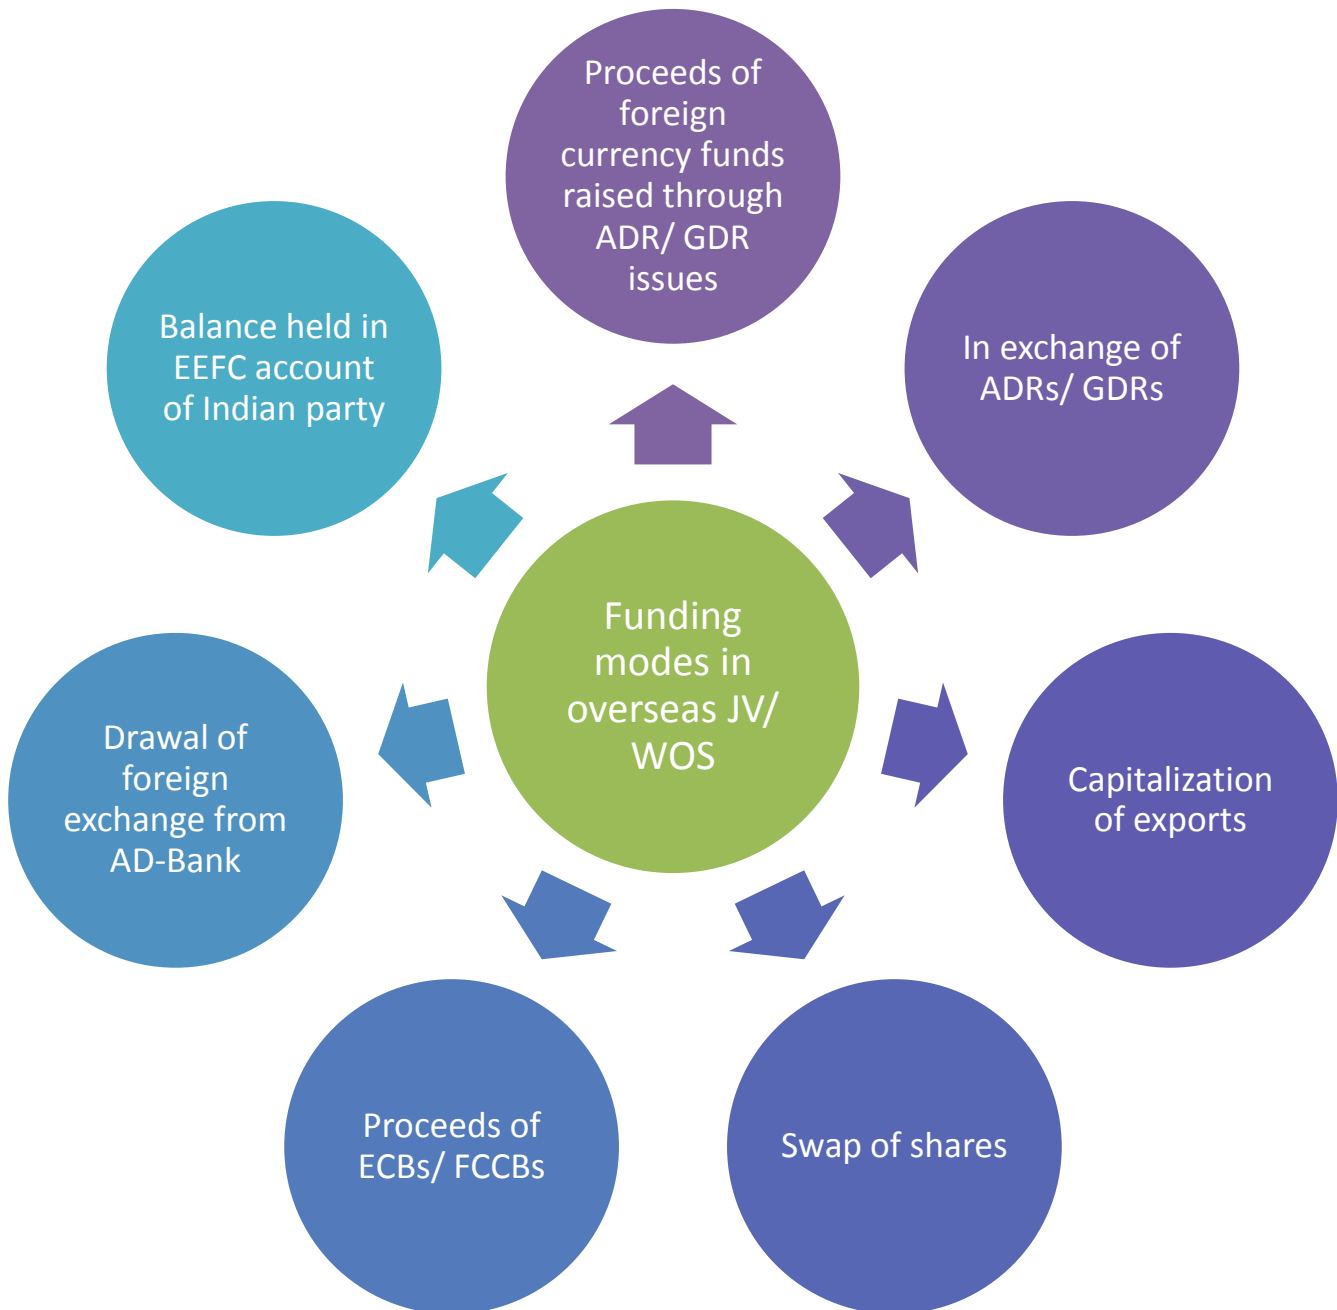 Proceeds of
foreign
currency funds
raised through
ADR/ GDR
issues
In exchange of
ADRs/ GDRs
Capitalization
of exports
Swap of shares
Proceeds of
ECBs/ FCCBs
Drawal of
foreign
exchange from
AD-Bank
Balance held in
EEFC account
of Indian party
Funding
modes in
overseas JV/
WOS